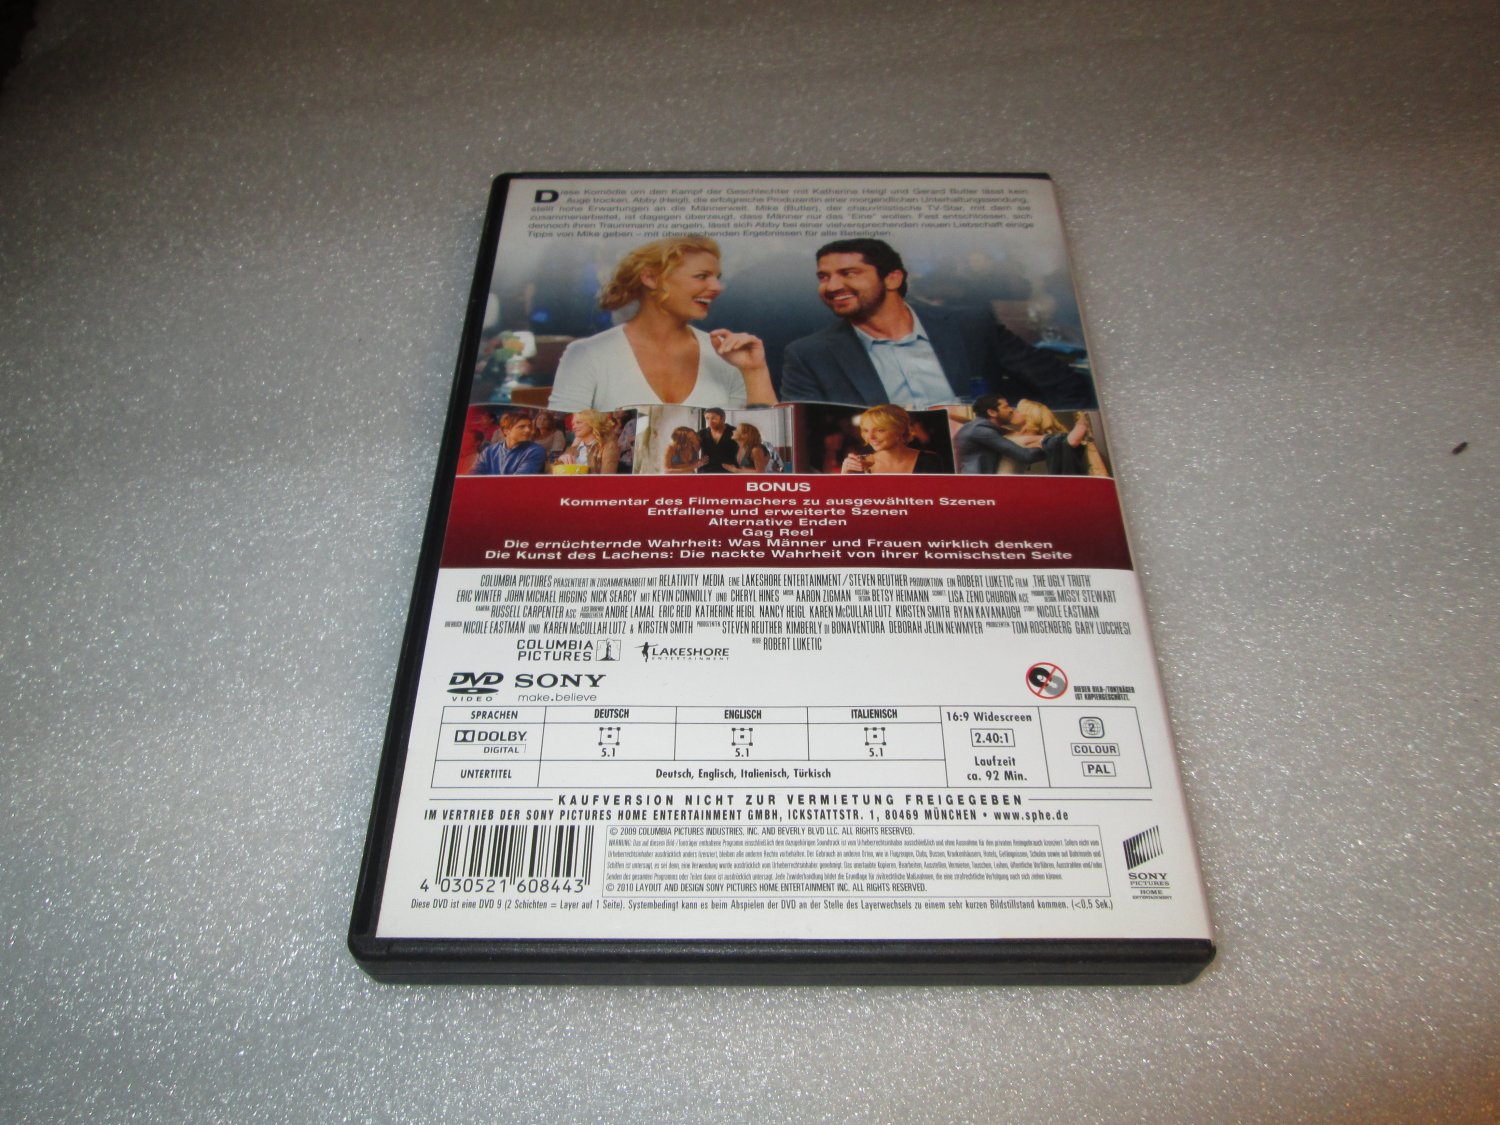 Diese Komödie um den Kampf der Geschlechter mit Katherine Heigl und Gerard Butler lässt kein
Auge trocken. Abby (Heigl), die erfolgreiche Produzentin einer morgendlichen Unterhaltungssendung,
stellt hohe Erwartungen an die Männerwelt. Mike (Butler), der chauvinistische TV-Star, mit dem sie
zusammenarbeitet, ist dagegen überzeugt, dass Männer nur das "Eine" wollen. Fest entschlossen, sich
dennoch ihren Traummann zu angeln, lässt sich Abby bei einer vielversprechenden neuen Liebschaft einige
Tipps von Mike geben – mit überraschenden Ergebnissen für alle Beteiligten.
BONUS
Kommentar des Filmemachers zu ausgewählten Szenen
Entfallene und erweiterte Szenen
Alternative Enden
Gag Reel
Die ernüchternde Wahrheit: Was Männer und Frauen wirklich denken
Die Kunst des Lachens: Die nackte Wahrheit von ihrer komischsten Seite
COLUMBIA PICTURES PRÄSENTIERT IN ZUSAMMENARBEIT MIT RELATIVITY MEDIA EINE LAKESHORE ENTERTAINMENT/STEVEN REUTHER PRODUKTION EIN ROBERT LUKETIC FILM „THE UGLY TRUTH“
ERIC WINTER JOHN MICHAEL HIGGINS NICK SEARCY MIT KEVIN CONNOLLY UND CHERYL HINES MUSIK AARON ZIGMAN BETSY HEIMANN SCHNITT LISA ZENO CHURGIN ACE MISSY STEWART
KAMERA RUSSELL CARPENTER ASC ANDRE LAMAL ERIC REID KATHERINE HEIGL NANCY HEIGL KAREN McCULLAH LUTZ KIRSTEN SMITH RYAN KAVANAUGH STORY NICOLE EASTMAN
DREHBUCH NICOLE EASTMAN UND KAREN McCULLAH LUTZ & KIRSTEN SMITH PRODUZENTEN STEVEN REUTHER KIMBERLY DI BONAVENTURA DEBORAH JELIN NEWMYER PRODUZENTEN TOM ROSENBERG GARY LUCCHESI
REGIE ROBERT LUKETIC
COLUMBIA PICTURES
LAKESHORE ENTERTAINMENT
DVD VIDEO
SONY
make.believe
DIESER BILD-/TONTRÄGER
IST KOPIERGESCHÜTZT.
SPRACHEN DEUTSCH ENGLISCH ITALIENISCH
DOLBY DIGITAL 5.1 5.1 5.1
UNTERTITEL Deutsch, Englisch, Italienisch, Türkisch
16:9 Widescreen
2.40:1
Laufzeit
ca. 92 Min.
2
COLOUR
PAL
KAUFVERSION NICHT ZUR VERMIETUNG FREIGEGEBEN
IM VERTRIEB DER SONY PICTURES HOME ENTERTAINMENT GMBH, ICKSTATTSTR. 1, 80469 MÜNCHEN • www.sphe.de
4 030521 608443
© 2009 COLUMBIA PICTURES INDUSTRIES, INC. AND BEVERLY BLVD LLC. ALL RIGHTS RESERVED.
© 2010 LAYOUT AND DESIGN SONY PICTURES HOME ENTERTAINMENT INC. ALL RIGHTS RESERVED.
SONY
PICTURES
HOME
ENTERTAINMENT
Diese DVD ist eine DVD 9 (2 Schichten = Layer auf 1 Seite). Systembedingt kann es beim Abspielen der DVD an der Stelle des Layerwechsels zu einem sehr kurzen Bildstillstand kommen. (<0,5 Sek.)